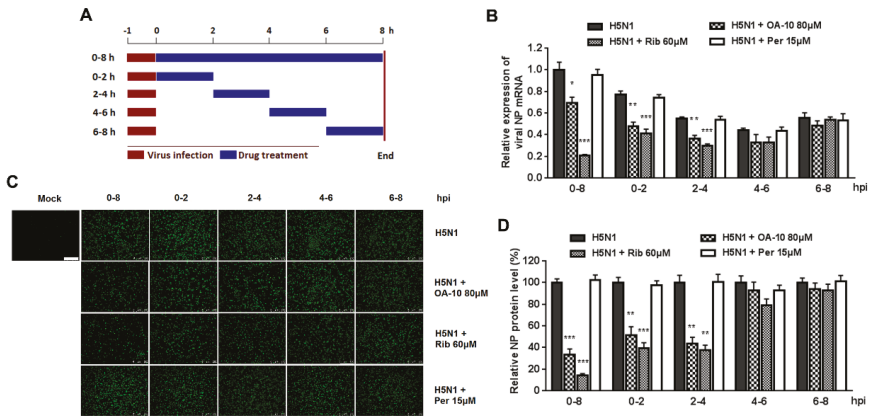 A
-1 0 2 4 6 8 h
0-8 h
0-2 h
2-4 h
4-6 h
6-8 h
Virus infection
Drug treatment
End
B
H5N1
H5N1 + OA-10 80μM
H5N1 + Rib 60μM
H5N1 + Per 15μM
Relative expression of
viral NP mRNA
1.2
1.0
0.8
0.6
0.4
0.2
0.0
*
***
**
***
**
***
0-8 0-2 2-4 4-6 6-8 hpi
C
Mock 0-8 0-2 2-4 4-6 6-8 hpi
H5N1
H5N1 +
OA-10 80μM
H5N1 +
Rib 60μM
H5N1 +
Per 15μM
D
H5N1
H5N1 + OA-10 80μM
H5N1 + Rib 60μM
H5N1 + Per 15μM
Relative NP protein level (%)
120
100
80
60
40
20
0
***
***
**
***
**
**
0-8 0-2 2-4 4-6 6-8 hpi